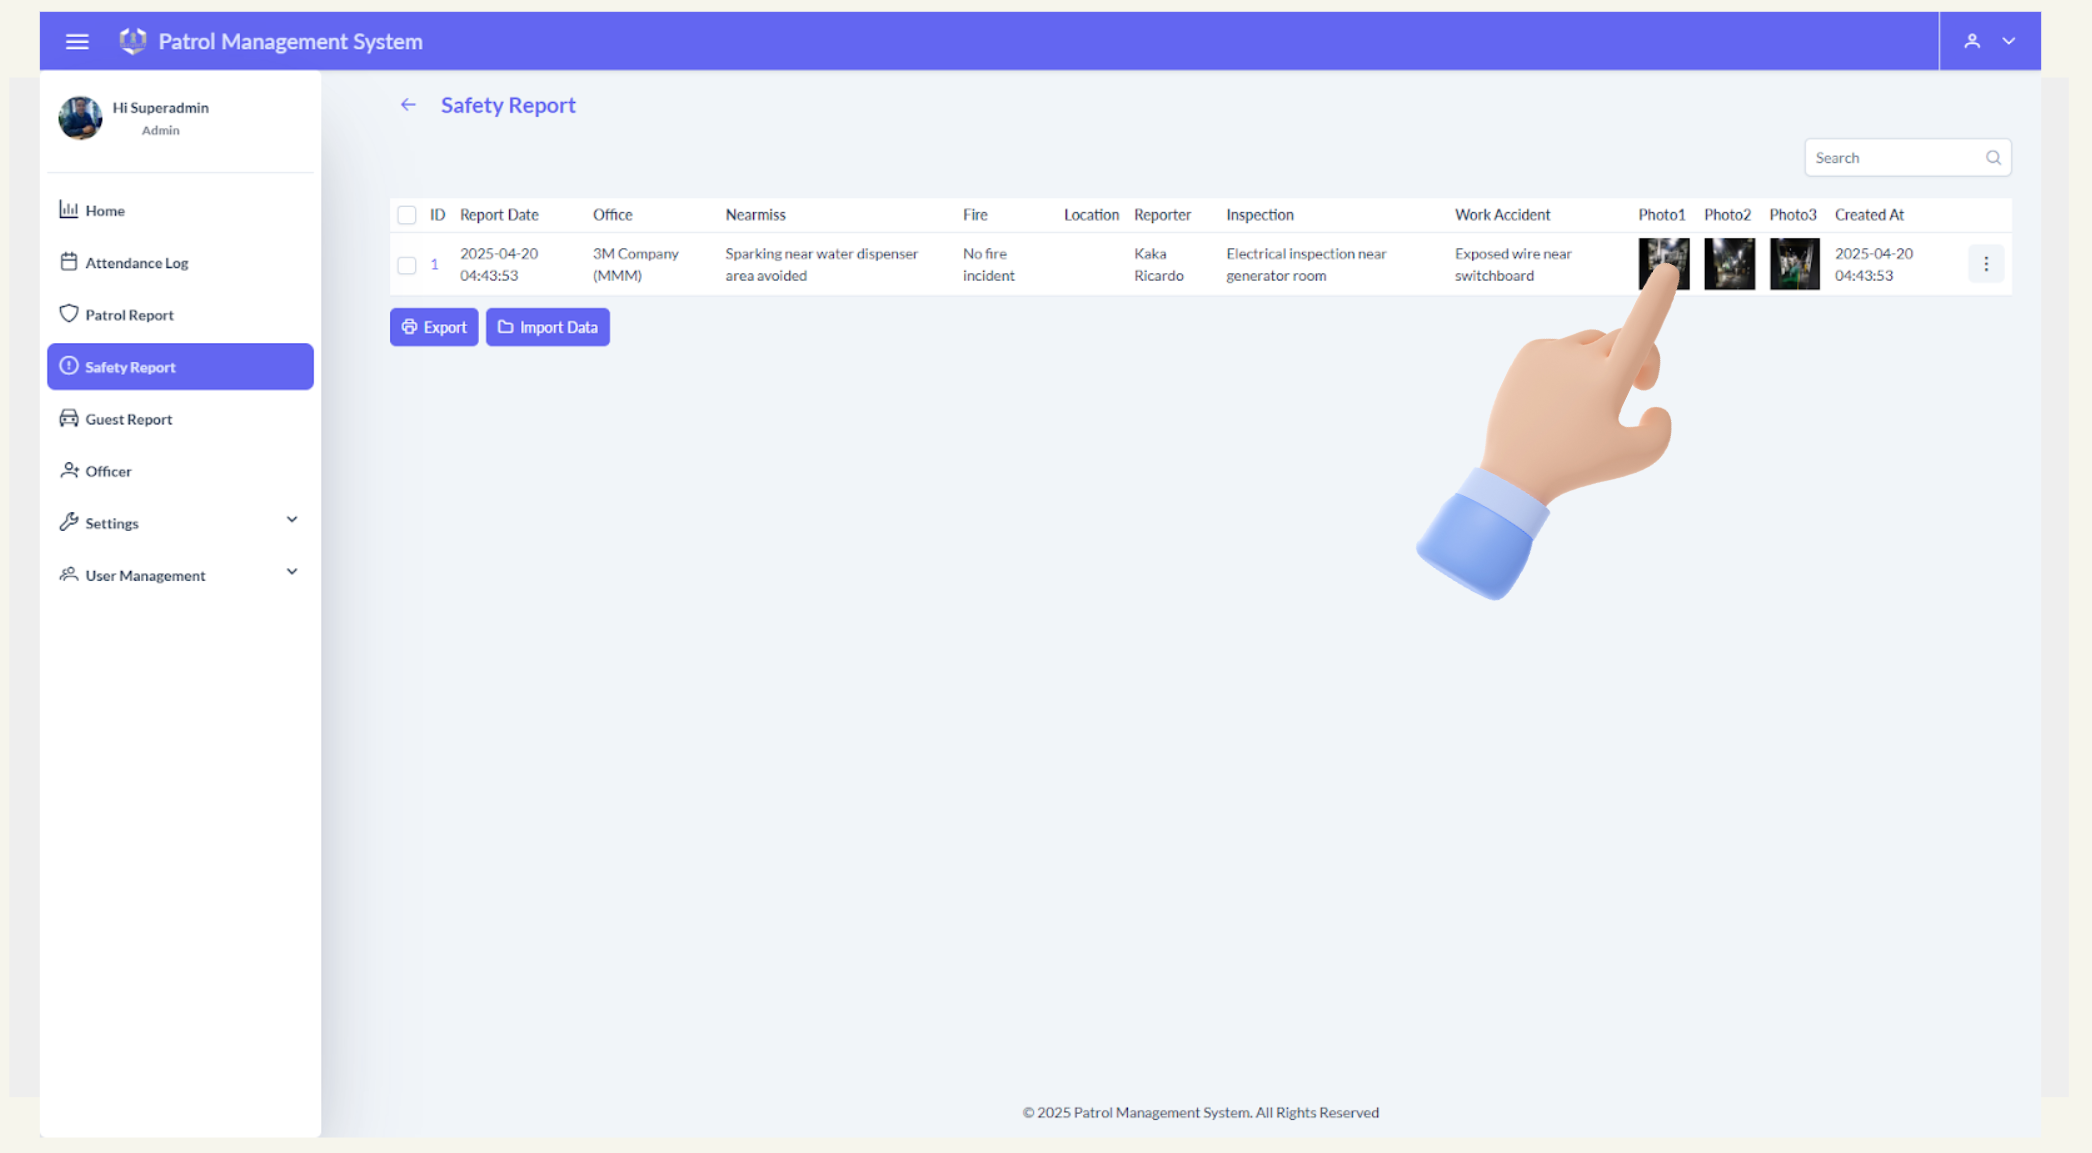 Patrol Management System
Hi Superadmin
Admin
Home
Attendance Log
Patrol Report
Safety Report
Guest Report
Officer
Settings
User Management
Safety Report
Search
ID Report Date Office Nearmiss Fire Location Reporter Inspection Work Accident Photo1 Photo2 Photo3 Created At
1 2025-04-20 3M Company Sparking near water dispenser No fire Kaka Electrical inspection near Exposed wire near 2025-04-20
04:43:53 (MMM) area avoided incident Ricardo generator room switchboard 04:43:53
Export Import Data
© 2025 Patrol Management System. All Rights Reserved